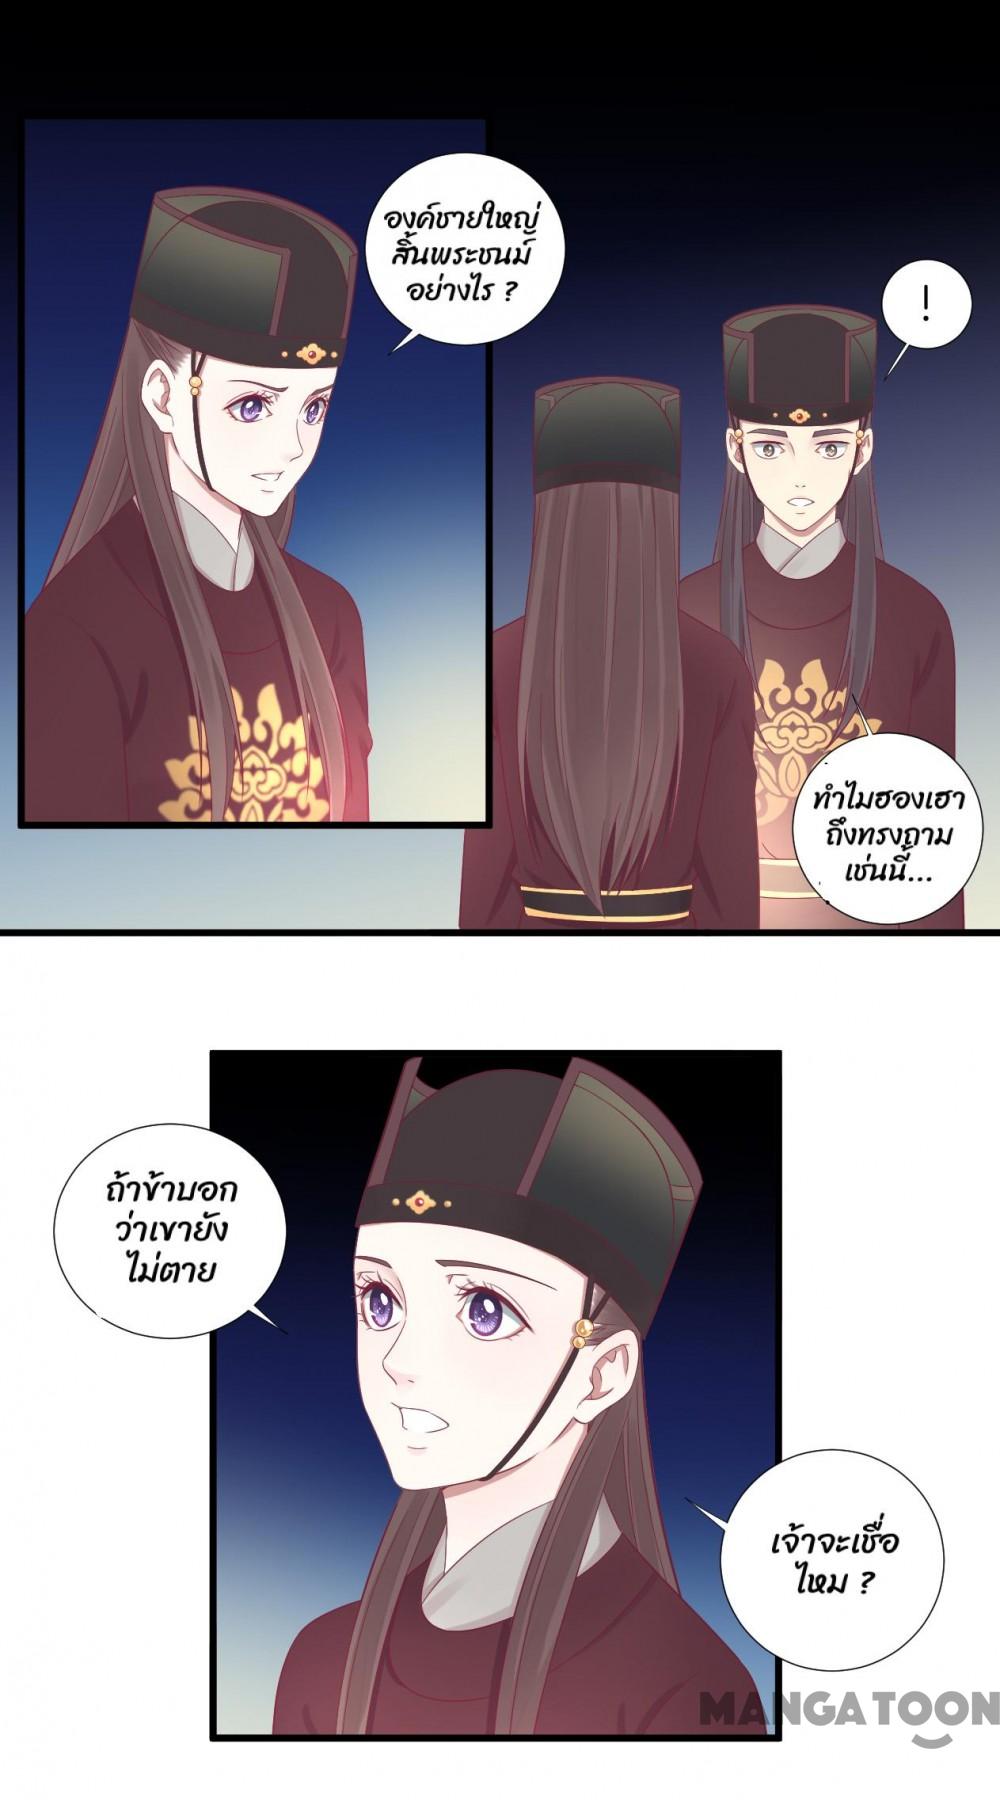 องค์ชายใหญ่
สิ้นพระชนม์
อย่างไร ?
!
ทำไมฮองเฮา
ถึงทรงถาม
เช่นนี้...
ถ้าข้าบอก
ว่าเขายัง
ไม่ตาย
เจ้าจะเชื่อ
ไหม ?
MANGATOON